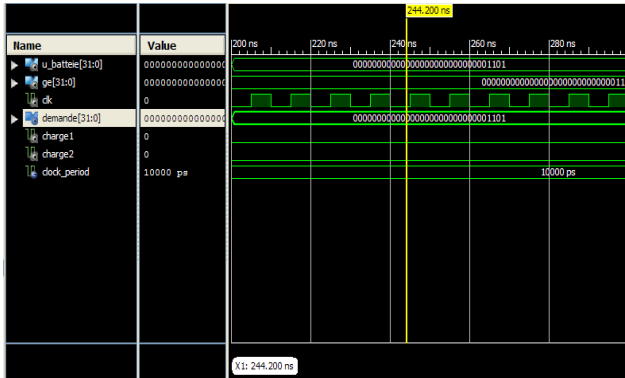 244.200 ns
Name Value 200 ns 220 ns 240 ns 260 ns 280 ns
u_batteie[31:0] 000000000000000 00000000000000000000000000001101
ge[31:0] 000000000000000 000000000000000000000000000011
clk 0
demande[31:0] 000000000000000 00000000000000000000000000001101
charge1 0
charge2 0
clock_period 10000 ps 10000 ps
X1: 244.200 ns